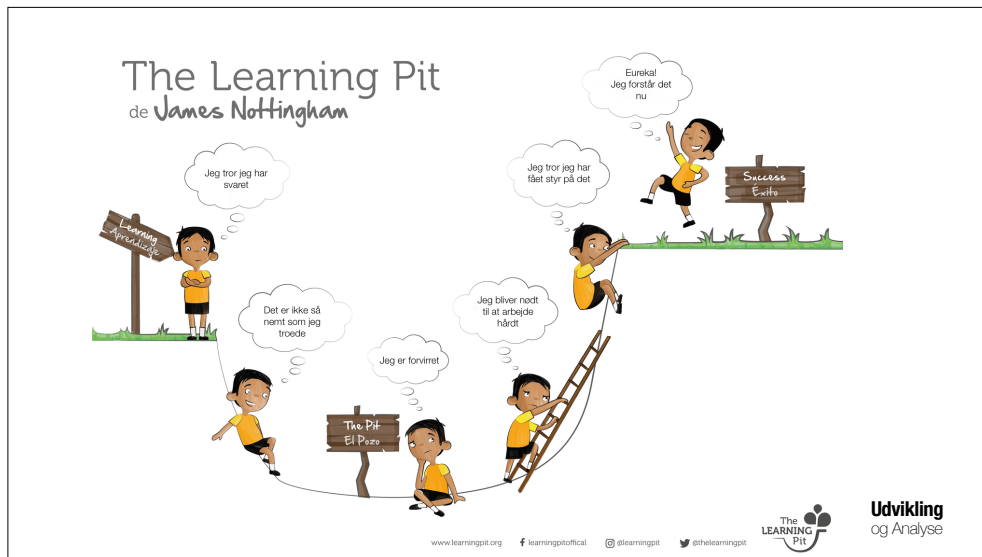 The Learning Pit
de James Nottingham
Eureka!
Jeg forstår det
nu
Jeg tror jeg har
svaret
Jeg tror jeg har
fået styr på det
Success
Éxito
Learning
Aprendizaje
Det er ikke så
nemt som jeg
troede
Jeg bliver nødt
til at arbejde
hårdt
Jeg er forvirret
The Pit
El Pozo
www.learningpit.org
learningpitoffical
@learningpit
@thelearningpit
The
LEARNING
Pit
Udvikling
og Analyse